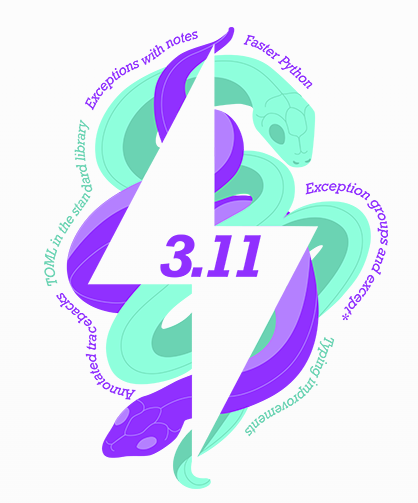 Exceptions with notes
Faster Python
TOML in the standard library
Exception groups and except*
3.11
Annotated tracebacks
Typing improvements